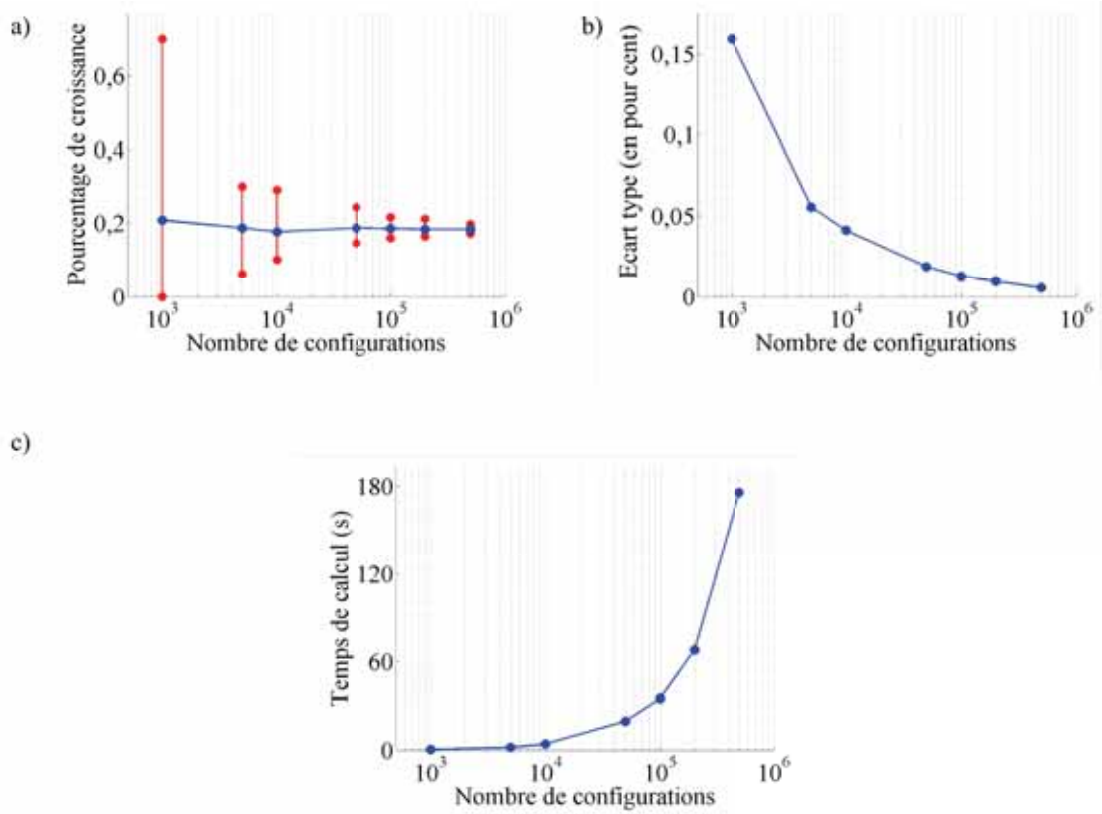 a)
Pourcentage de croissance
0,6
0,4
0,2
0
10³
10⁴
10⁵
10⁶
Nombre de configurations
b)
Ecart type (en pour cent)
0,15
0,1
0,05
0
10³
10⁴
10⁵
10⁶
Nombre de configurations
c)
Temps de calcul (s)
180
120
60
0
10³
10⁴
10⁵
10⁶
Nombre de configurations